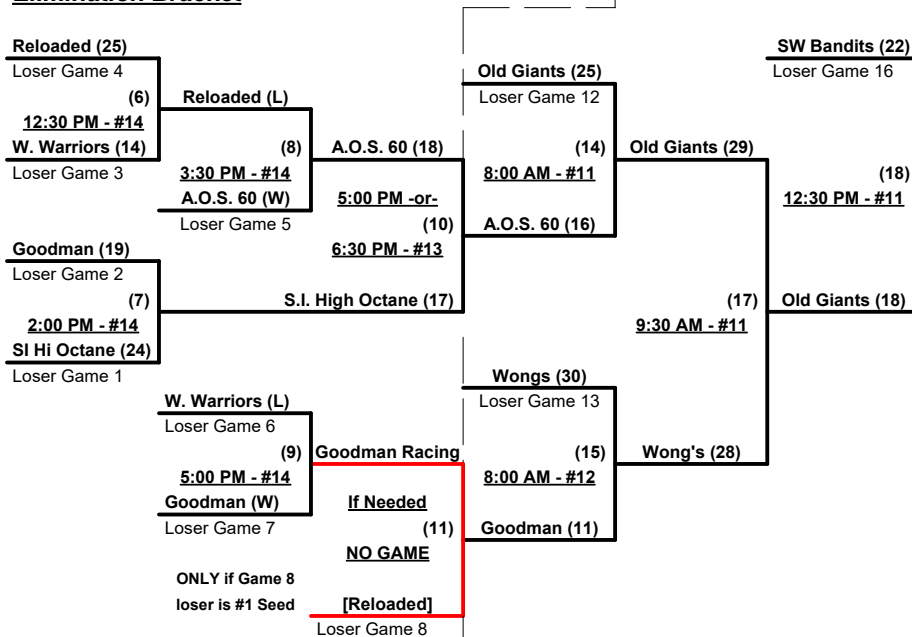 Elimination Bracket
Reloaded (25)
Loser Game 4
(6)
12:30 PM - #14
W. Warriors (14)
Loser Game 3
Reloaded (L)
(8)
3:30 PM - #14
A.O.S. 60 (W)
Loser Game 5
A.O.S. 60 (18)
5:00 PM -or-
(10)
6:30 PM - #13
Goodman (19)
Loser Game 2
(7)
2:00 PM - #14
SI Hi Octane (24)
Loser Game 1
S.I. High Octane (17)
W. Warriors (L)
Loser Game 6
(9)
5:00 PM - #14
Goodman (W)
Loser Game 7
Goodman Racing
If Needed
(11)
NO GAME
ONLY if Game 8
loser is #1 Seed
[Reloaded]
Loser Game 8
Old Giants (25)
Loser Game 12
(14)
8:00 AM - #11
A.O.S. 60 (16)
Wongs (30)
Loser Game 13
(15)
8:00 AM - #12
Goodman (11)
Old Giants (29)
(17)
9:30 AM - #11
Wong's (28)
SW Bandits (22)
Loser Game 16
(18)
12:30 PM - #11
Old Giants (18)